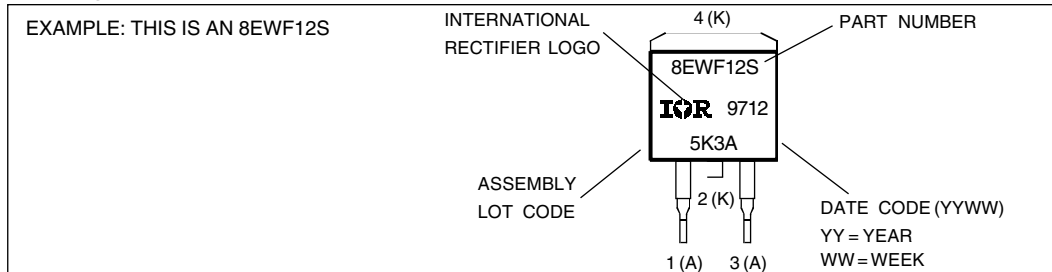 EXAMPLE: THIS IS AN 8EWF12S
INTERNATIONAL
RECTIFIER LOGO
4 (K)
PART NUMBER
8EWF12S
IOR 9712
5K3A
ASSEMBLY
LOT CODE
2 (K)
DATE CODE (YYWW)
YY = YEAR
WW = WEEK
1 (A) 3 (A)